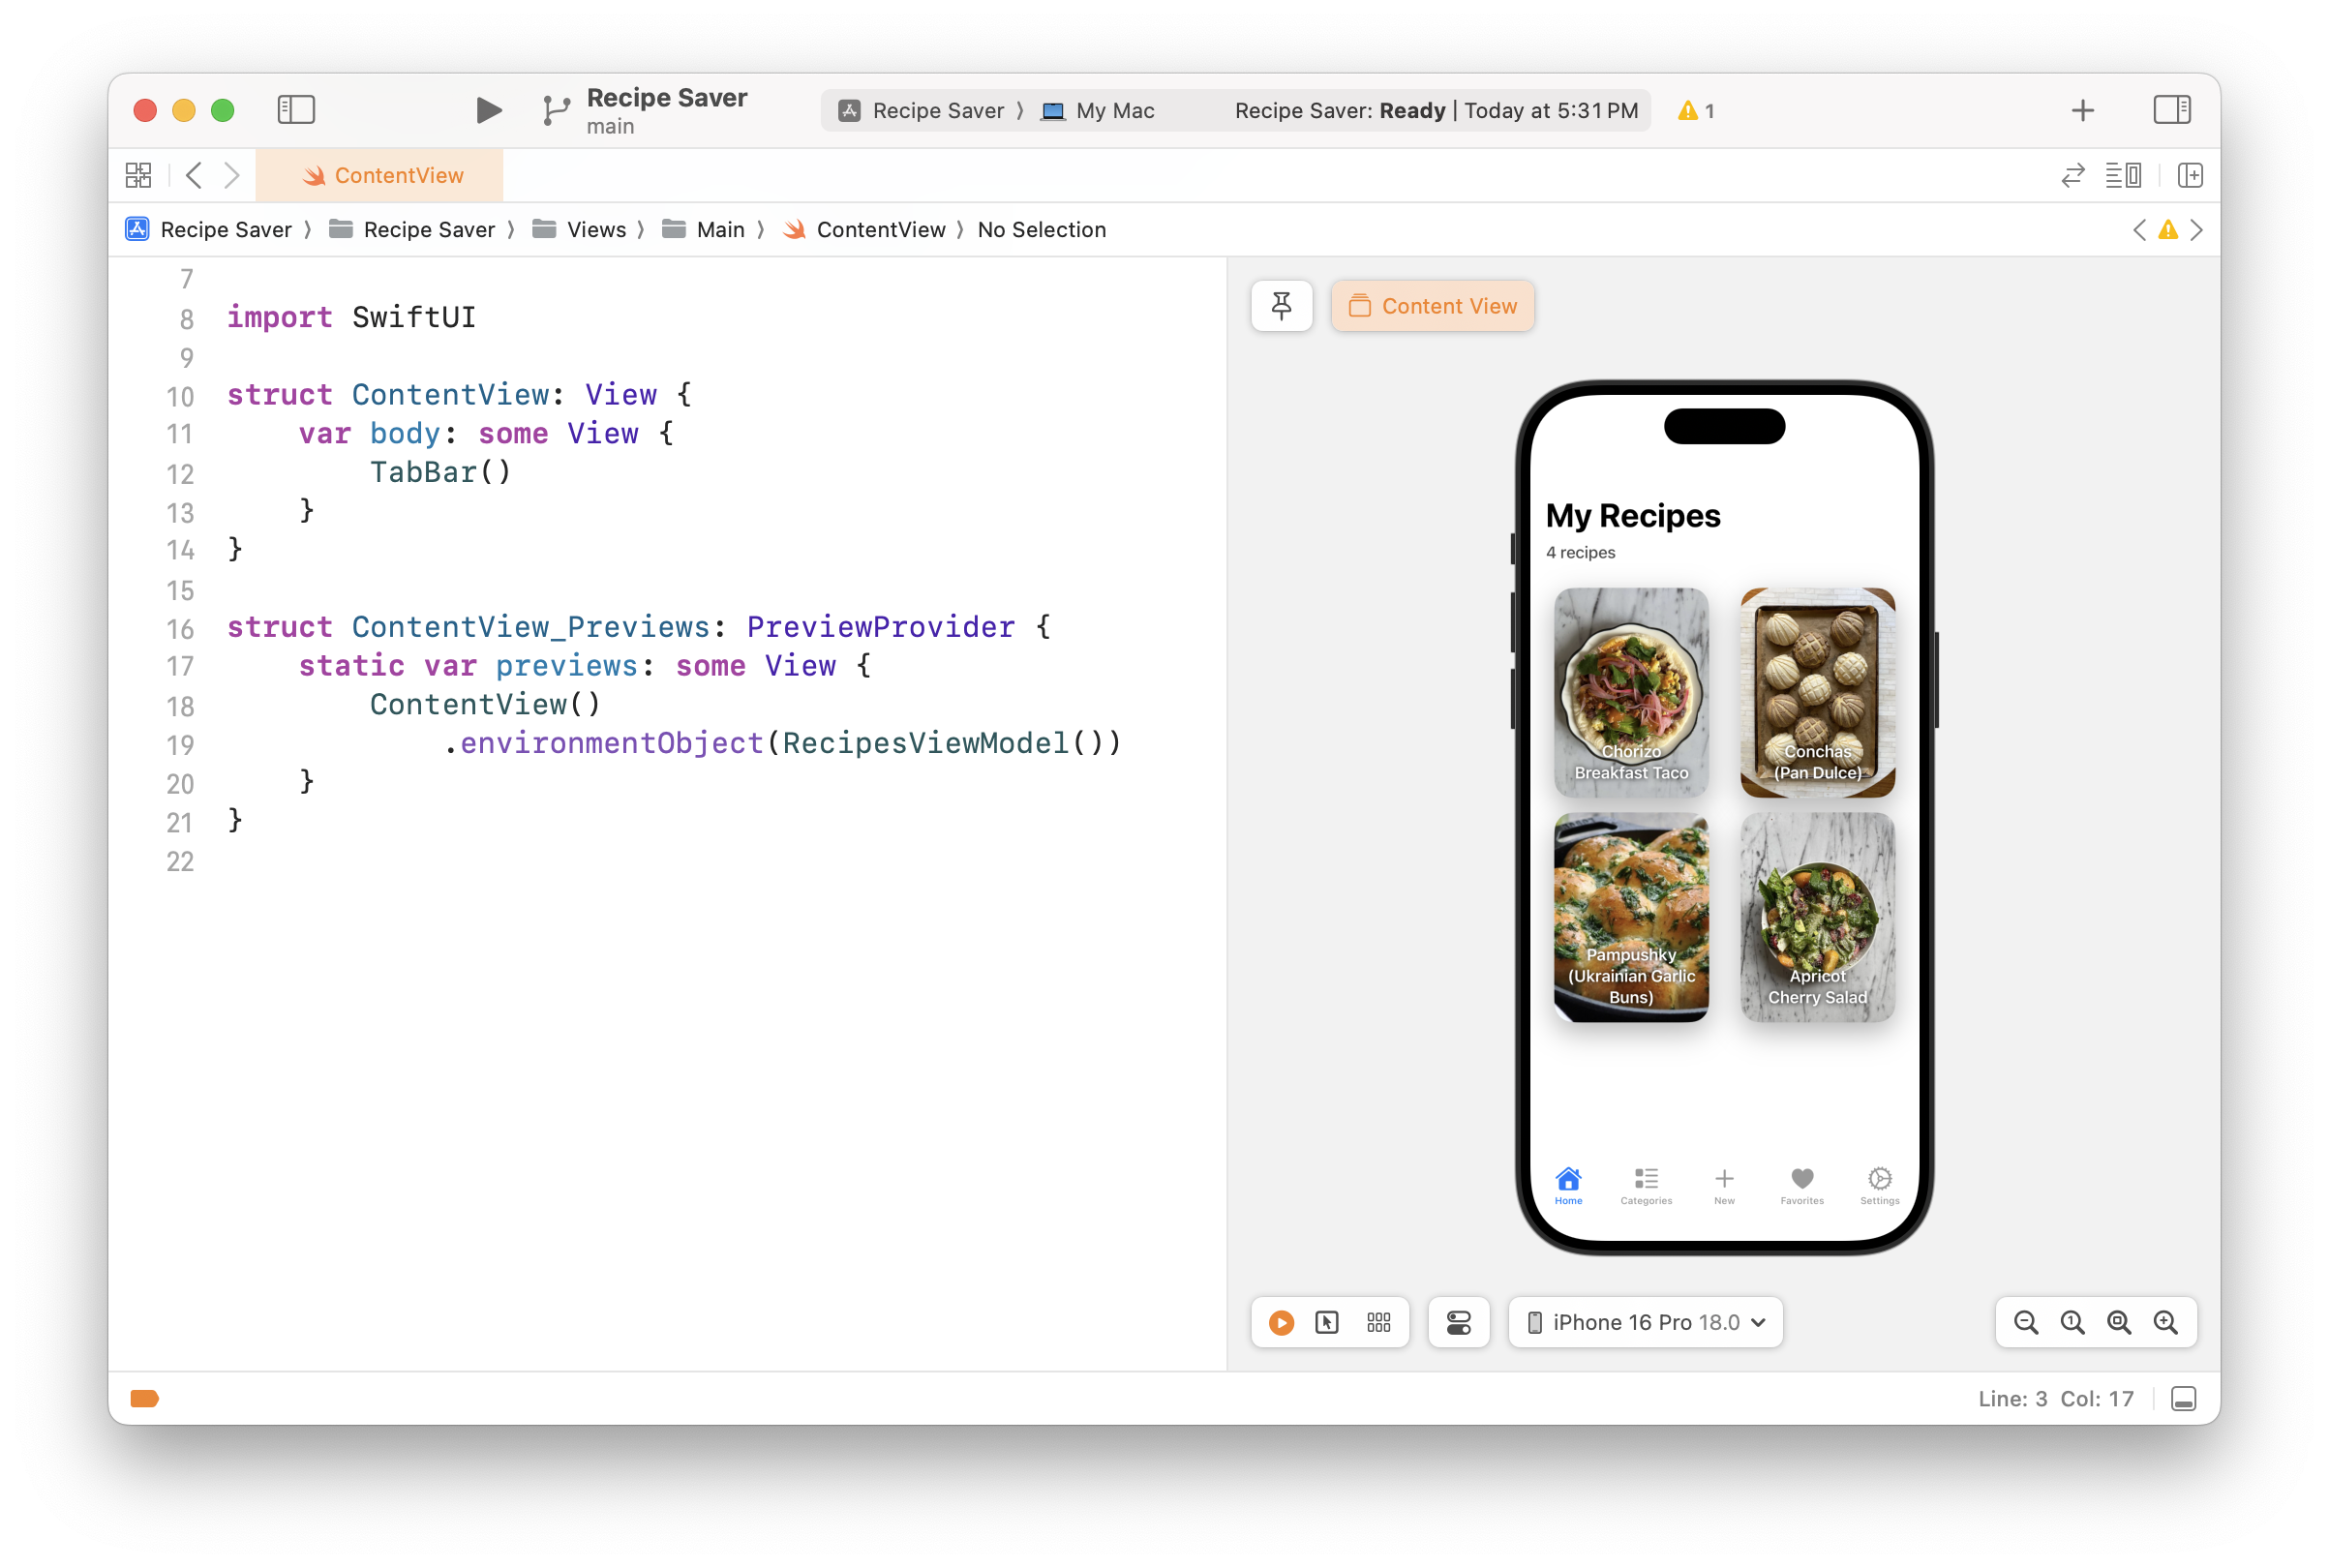 Recipe Saver
main
Recipe Saver 〉 My Mac
Recipe Saver: Ready | Today at 5:31 PM
1
ContentView
Recipe Saver 〉 Recipe Saver 〉 Views 〉 Main 〉 ContentView 〉 No Selection
7
8 import SwiftUI
9
10 struct ContentView: View {
11     var body: some View {
12         TabBar()
13     }
14 }
15
16 struct ContentView_Previews: PreviewProvider {
17     static var previews: some View {
18         ContentView()
19             .environmentObject(RecipesViewModel())
20     }
21 }
22
Content View
My Recipes
4 recipes
Chorizo
Breakfast Taco
Conchas
(Pan Dulce)
Pampushky
(Ukrainian Garlic
Buns)
Apricot
Cherry Salad
Home
Categories
New
Favorites
Settings
iPhone 16 Pro 18.0
Line: 3 Col: 17